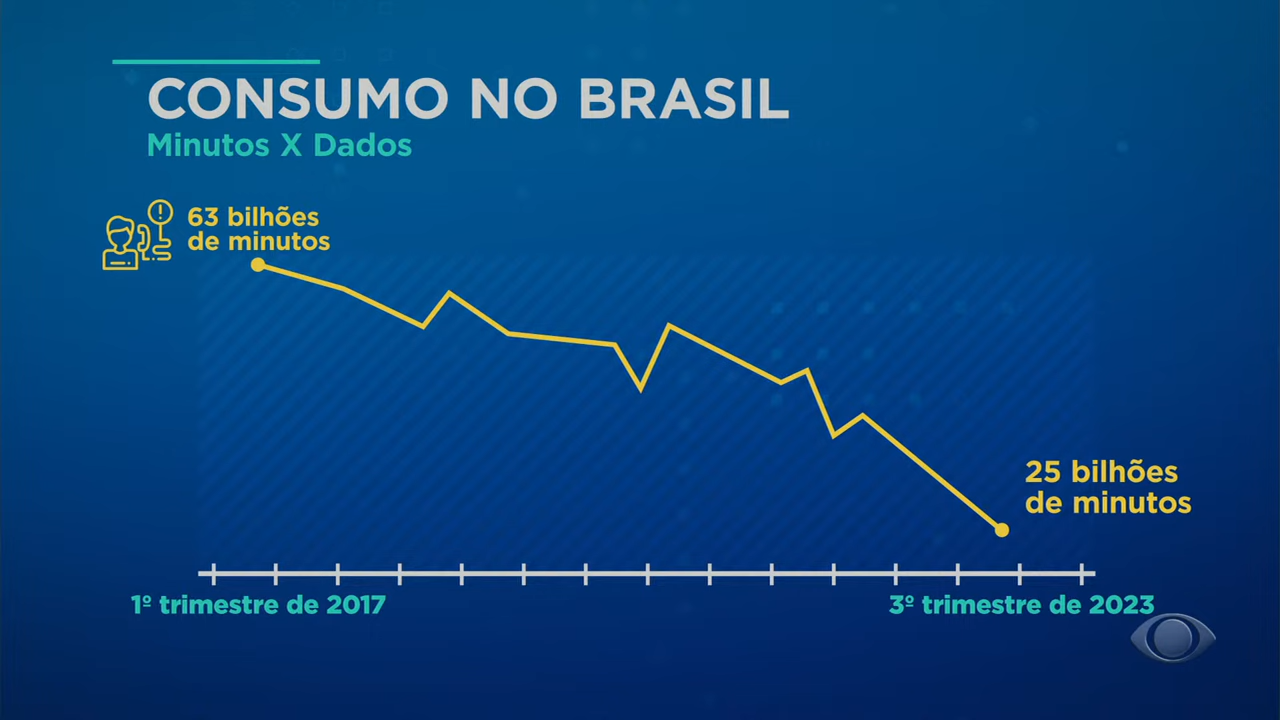 CONSUMO NO BRASIL
Minutos X Dados
63 bilhões
de minutos
25 bilhões
de minutos
1º trimestre de 2017
3º trimestre de 2023